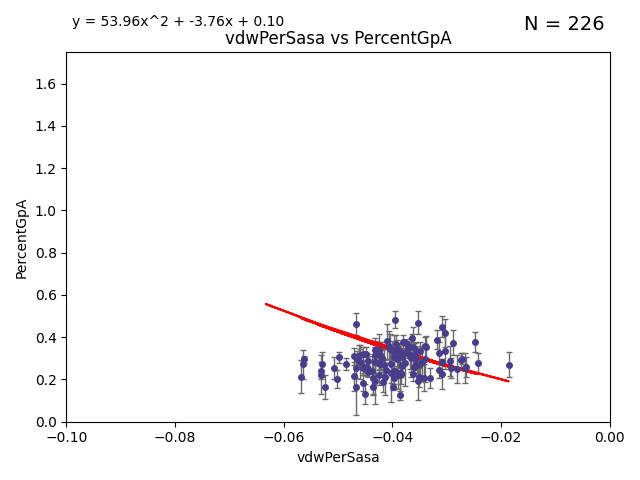 y = 53.96x^2 + -3.76x + 0.10
N = 226
vdwPerSasa vs PercentGpA
PercentGpA
1.6
1.4
1.2
1.0
0.8
0.6
0.4
0.2
0.0
−0.10 −0.08 −0.06 −0.04 −0.02 0.00
vdwPerSasa